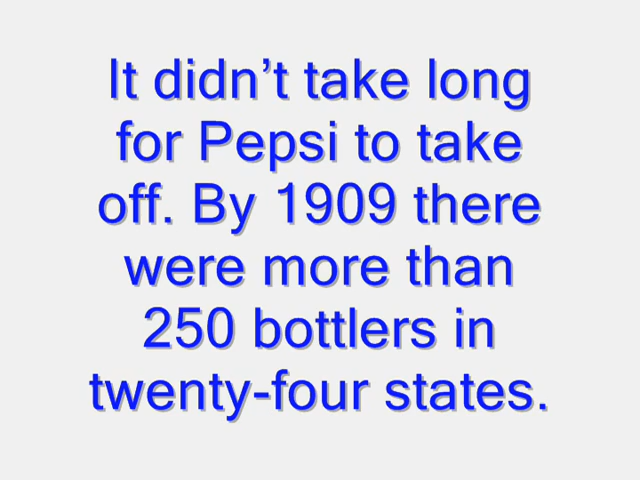 It didn’t take long
for Pepsi to take
off. By 1909 there
were more than
250 bottlers in
twenty-four states.